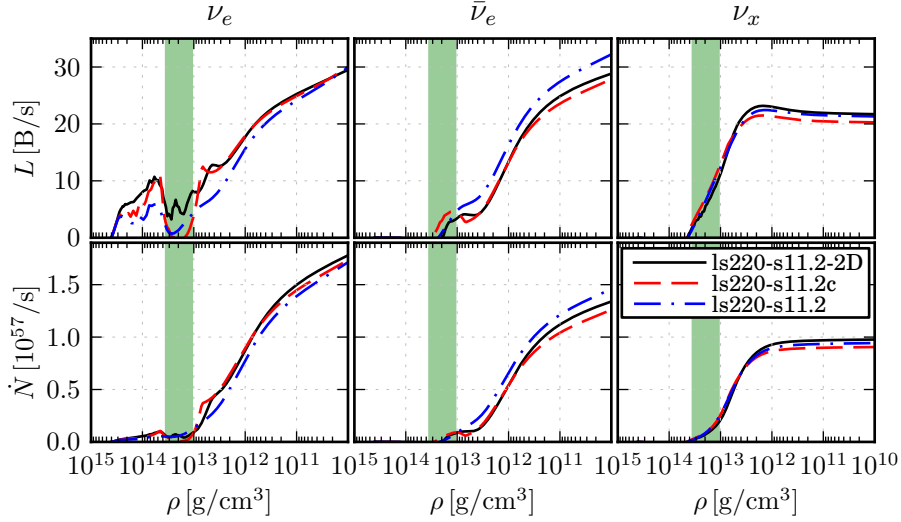 ν_e ν̄_e ν_x
L [B/s]
30
20
10
0
Ṅ [10^57/s]
1.5
1.0
0.5
0.0
ls220-s11.2-2D
ls220-s11.2c
ls220-s11.2
10^15 10^14 10^13 10^12 10^11 10^15 10^14 10^13 10^12 10^11 10^15 10^14 10^13 10^12 10^11 10^10
ρ [g/cm^3] ρ [g/cm^3] ρ [g/cm^3]